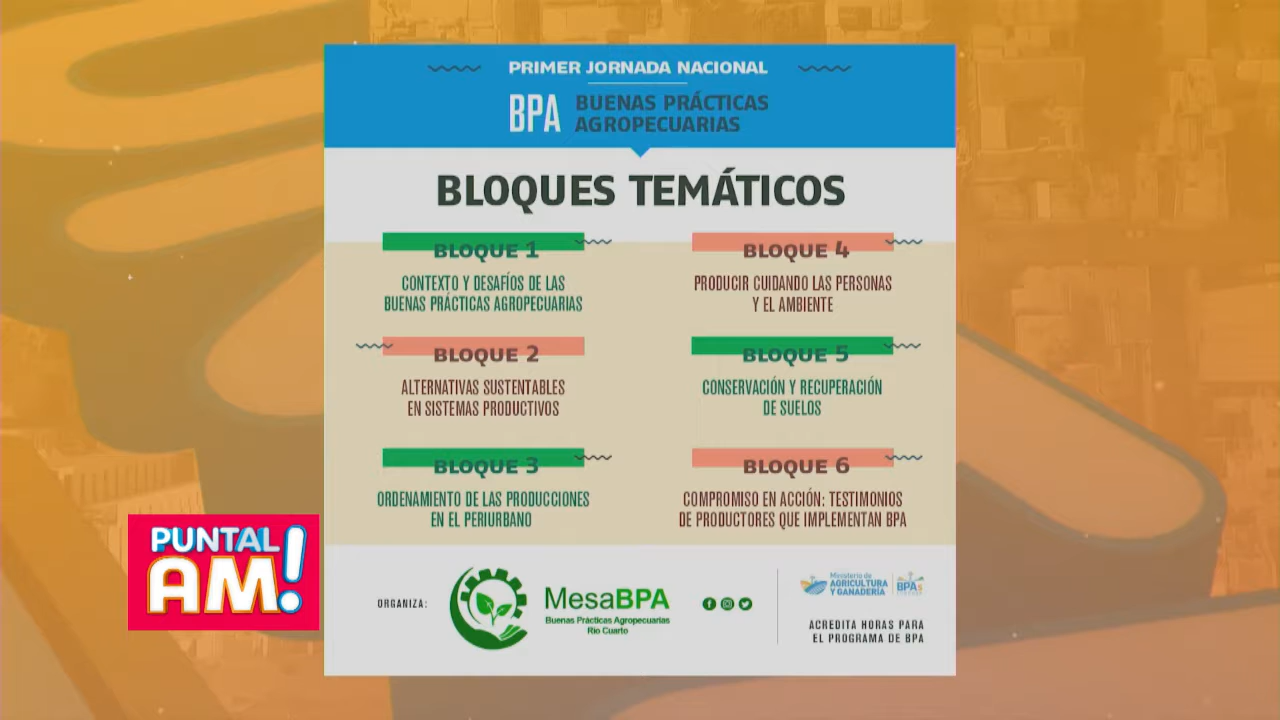 PRIMER JORNADA NACIONAL
BPA
BUENAS PRÁCTICAS
AGROPECUARIAS
BLOQUES TEMÁTICOS
BLOQUE 1
CONTEXTO Y DESAFÍOS DE LAS
BUENAS PRÁCTICAS AGROPECUARIAS
BLOQUE 2
ALTERNATIVAS SUSTENTABLES
EN SISTEMAS PRODUCTIVOS
BLOQUE 3
ORDENAMIENTO DE LAS PRODUCCIONES
EN EL PERIURBANO
BLOQUE 4
PRODUCIR CUIDANDO LAS PERSONAS
Y EL AMBIENTE
BLOQUE 5
CONSERVACIÓN Y RECUPERACIÓN
DE SUELOS
BLOQUE 6
COMPROMISO EN ACCIÓN: TESTIMONIOS
DE PRODUCTORES QUE IMPLEMENTAN BPA
PUNTAL
AM!
ORGANIZA:
MesaBPA
Buenas Prácticas Agropecuarias
Río Cuarto
Ministerio de
AGRICULTURA
Y GANADERÍA
BPAs
ACREDITA HORAS PARA
EL PROGRAMA DE BPA